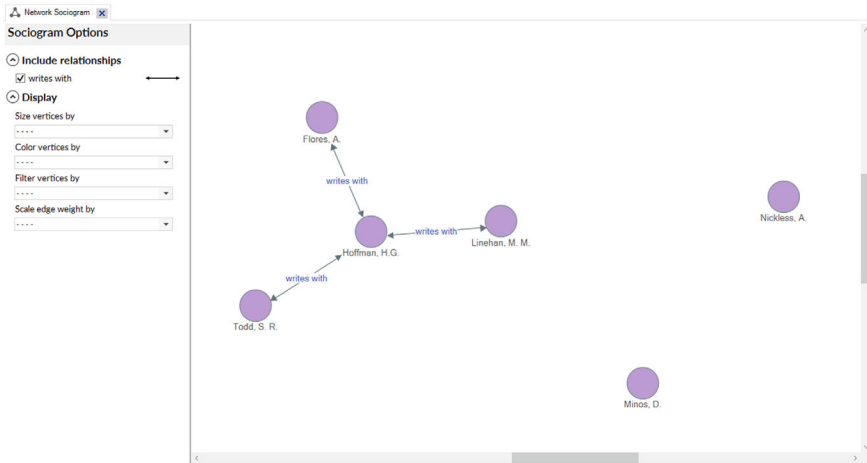 Network Sociogram
Sociogram Options
Include relationships
writes with
Display
Size vertices by
- - - -
Color vertices by
- - - -
Filter vertices by
- - - -
Scale edge weight by
- - - -
Flores, A.
writes with
Nickless, A.
Hoffman, H.G.
writes with
Linehan, M. M.
writes with
Todd, S. R.
Minos, D.